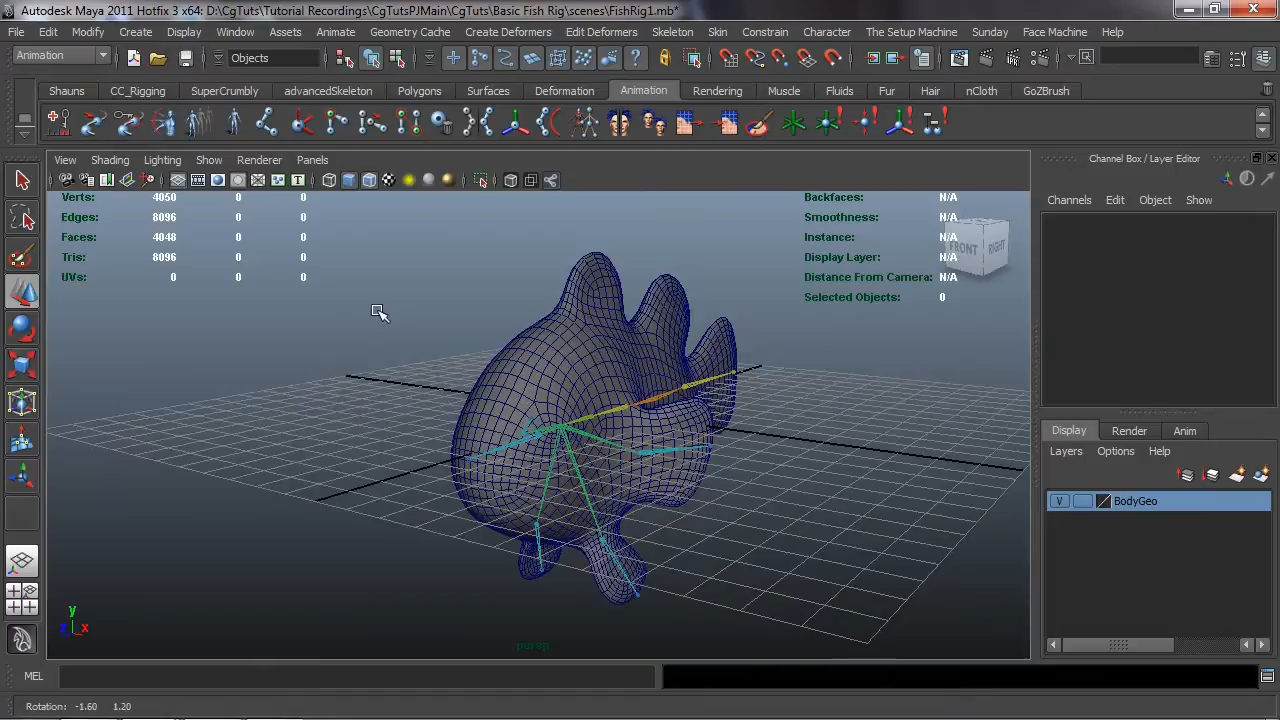 Autodesk Maya 2011 Hotfix 3 x64: D:\CgTuts\Tutorial Recordings\CgTutsPJMain\CgTuts\Basic Fish Rig\scenes\FishRig1.mb*
File Edit Modify Create Display Window Assets Animate Geometry Cache Create Deformers Edit Deformers Skeleton Skin Constrain Character The Setup Machine Sunday Face Machine Help
Animation Objects
Shauns CC_Rigging SuperCrumbly advancedSkeleton Polygons Surfaces Deformation Animation Rendering Muscle Fluids Fur Hair nCloth GoZBrush
View Shading Lighting Show Renderer Panels
Channel Box / Layer Editor
Channels Edit Object Show
Verts: 4050 0 0 Backfaces: N/A
Edges: 8096 0 0 Smoothness: N/A
Faces: 4048 0 0 Instance: N/A
Tris: 8096 0 0 Display Layer: N/A
UVs: 0 0 0 Distance From Camera: N/A
Selected Objects: 0
FRONT RIGHT
Display Render Anim
Layers Options Help
V BodyGeo
y
z x
persp
MEL
Rotation: -1.60 1.20